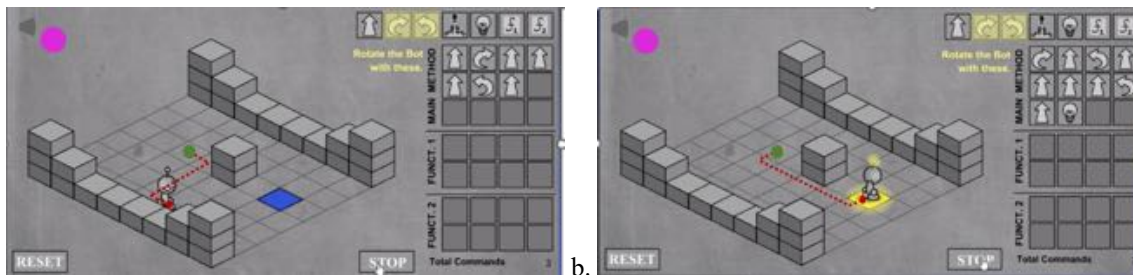 Rotate the Bot
with these.
MAIN METHOD
FUNCT. 1
FUNCT. 2
RESET
STOP
Total Commands 3
b.
Rotate the Bot
with these.
MAIN METHOD
FUNCT. 1
FUNCT. 2
RESET
STOP
Total Commands